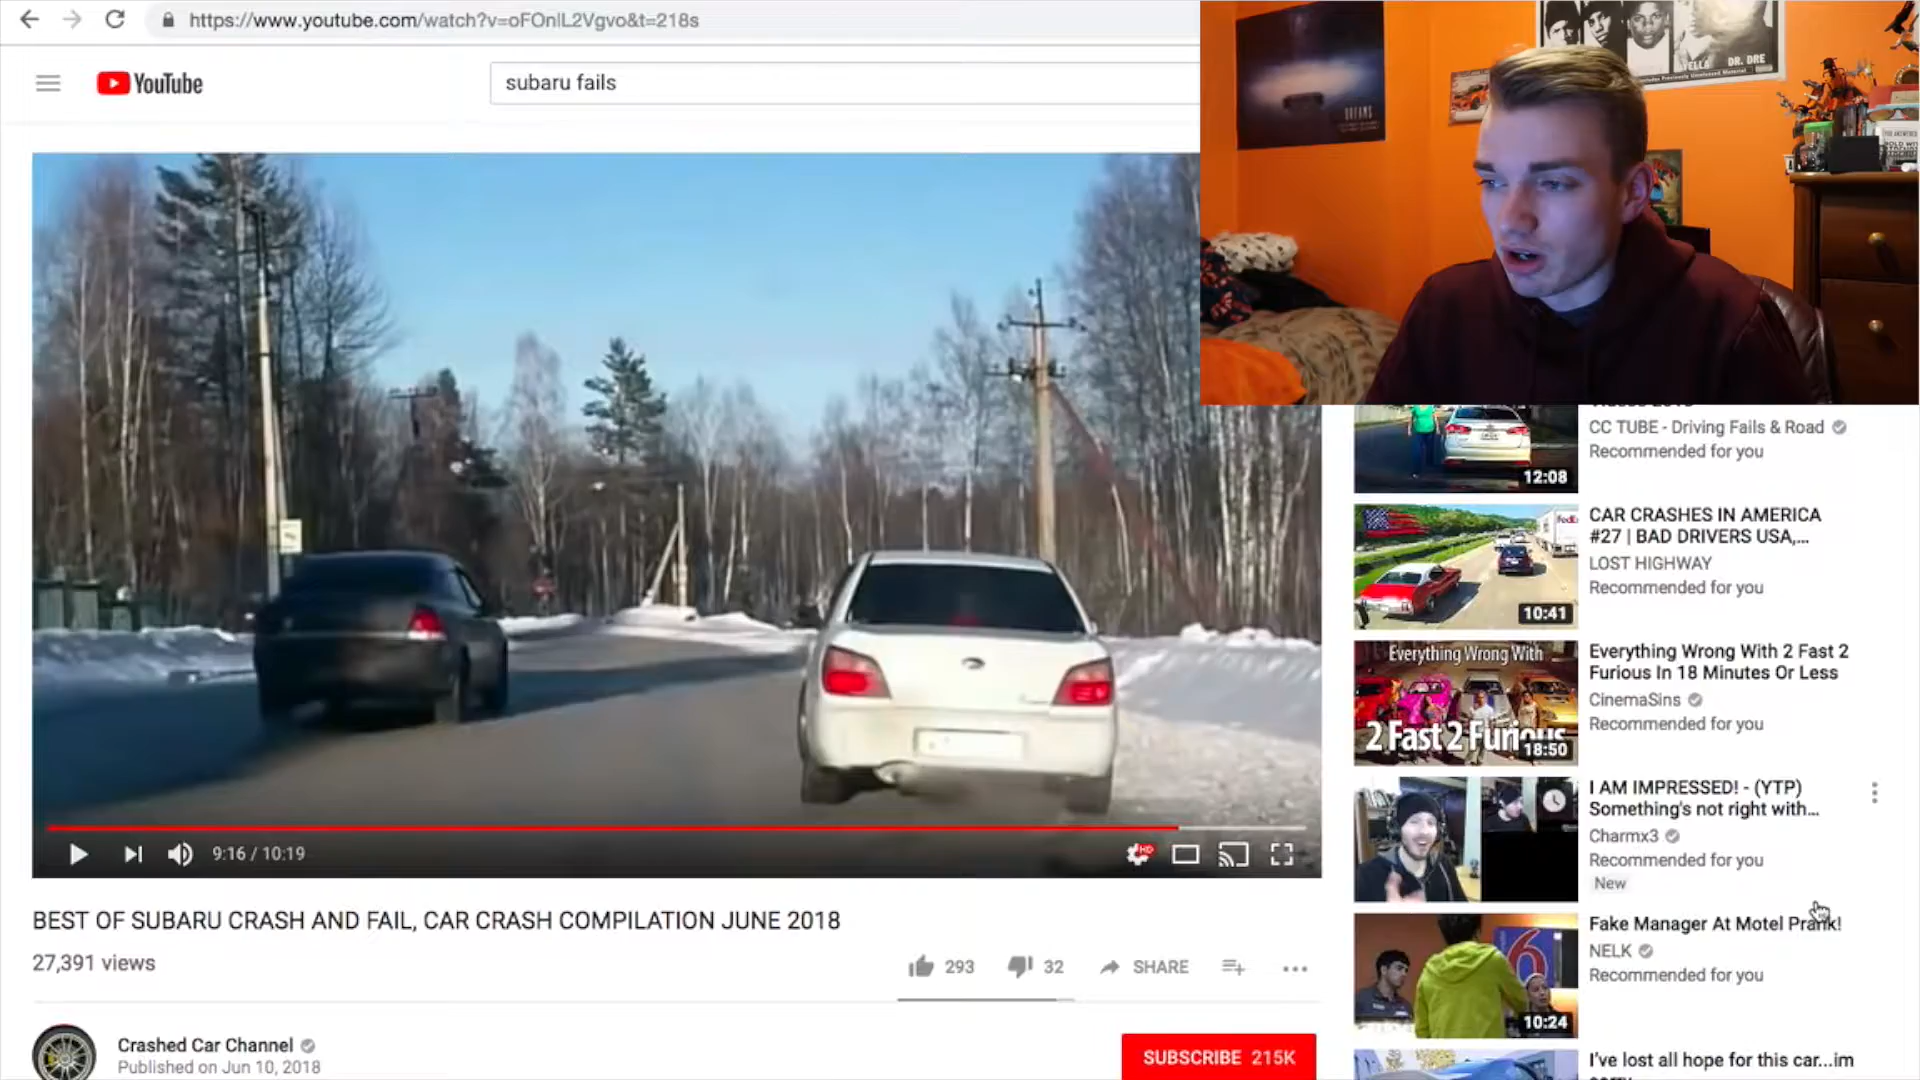 https://www.youtube.com/watch?v=oFOnlL2Vgvo&t=218s
YouTube
subaru fails
DREAMS
DR. DRE
9:16 / 10:19
HD
BEST OF SUBARU CRASH AND FAIL, CAR CRASH COMPILATION JUNE 2018
27,391 views
293
32
SHARE
Crashed Car Channel
Published on Jun 10, 2018
SUBSCRIBE 215K
CC TUBE - Driving Fails & Road
Recommended for you
12:08
CAR CRASHES IN AMERICA
#27 | BAD DRIVERS USA,...
LOST HIGHWAY
Recommended for you
FedEx
10:41
Everything Wrong With 2 Fast 2
Furious In 18 Minutes Or Less
CinemaSins
Recommended for you
Everything Wrong With
2 Fast 2 Furious
18:50
I AM IMPRESSED! - (YTP)
Something's not right with...
Charmx3
Recommended for you
New
Fake Manager At Motel Prank!
NELK
Recommended for you
6
10:24
I've lost all hope for this car...im